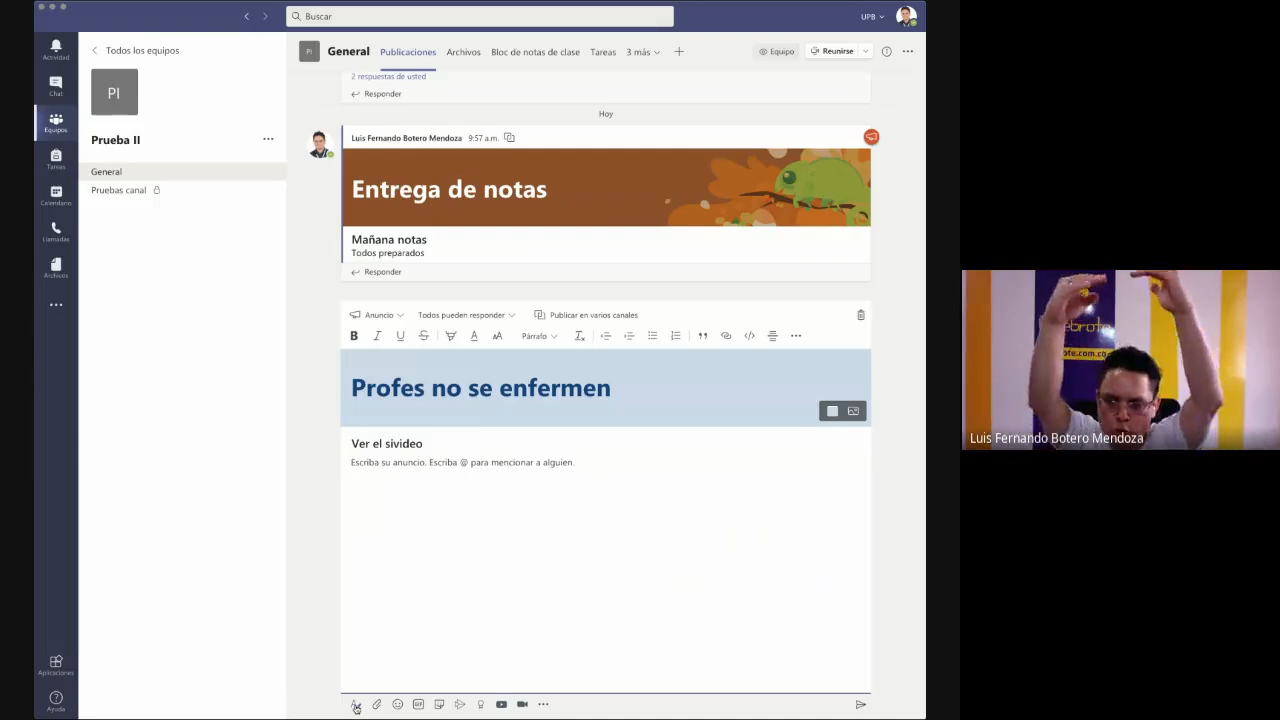 Buscar
UPB
Actividad
Chat
Equipos
Tareas
Calendario
Llamadas
Archivos
Aplicaciones
Ayuda
Todos los equipos
PI
Prueba II
General
Pruebas canal
PI
General
Publicaciones
Archivos
Bloc de notas de clase
Tareas
3 más
Equipo
Reunirse
2 respuestas de usted
Responder
Hoy
Luis Fernando Botero Mendoza 9:57 a.m.
Entrega de notas
Mañana notas
Todos preparados
Responder
Anuncio
Todos pueden responder
Publicar en varios canales
B I U S A AA Párrafo
Profes no se enfermen
Ver el sivideo
Escriba su anuncio. Escriba @ para mencionar a alguien.
GIF
Luis Fernando Botero Mendoza